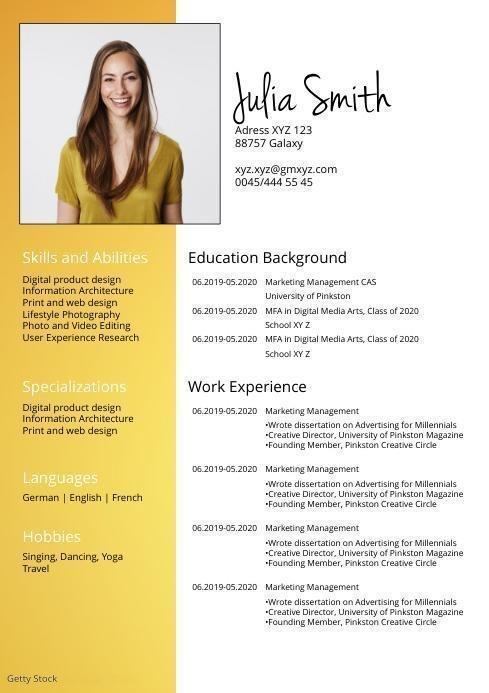 Julia Smith
Adress XYZ 123
88757 Galaxy
xyz.xyz@gmxyz.com
0045/444 55 45
Skills and Abilities
Digital product design
Information Architecture
Print and web design
Lifestyle Photography
Photo and Video Editing
User Experience Research
Specializations
Digital product design
Information Architecture
Print and web design
Languages
German | English | French
Hobbies
Singing, Dancing, Yoga
Travel
Education Background
06.2019-05.2020 Marketing Management CAS
University of Pinkston
06.2019-05.2020 MFA in Digital Media Arts, Class of 2020
School XY Z
06.2019-05.2020 MFA in Digital Media Arts, Class of 2020
School XY Z
Work Experience
06.2019-05.2020 Marketing Management
•Wrote dissertation on Advertising for Millennials
•Creative Director, University of Pinkston Magazine
•Founding Member, Pinkston Creative Circle
06.2019-05.2020 Marketing Management
•Wrote dissertation on Advertising for Millennials
•Creative Director, University of Pinkston Magazine
•Founding Member, Pinkston Creative Circle
06.2019-05.2020 Marketing Management
•Wrote dissertation on Advertising for Millennials
•Creative Director, University of Pinkston Magazine
•Founding Member, Pinkston Creative Circle
06.2019-05.2020 Marketing Management
•Wrote dissertation on Advertising for Millennials
•Creative Director, University of Pinkston Magazine
•Founding Member, Pinkston Creative Circle
Getty Stock